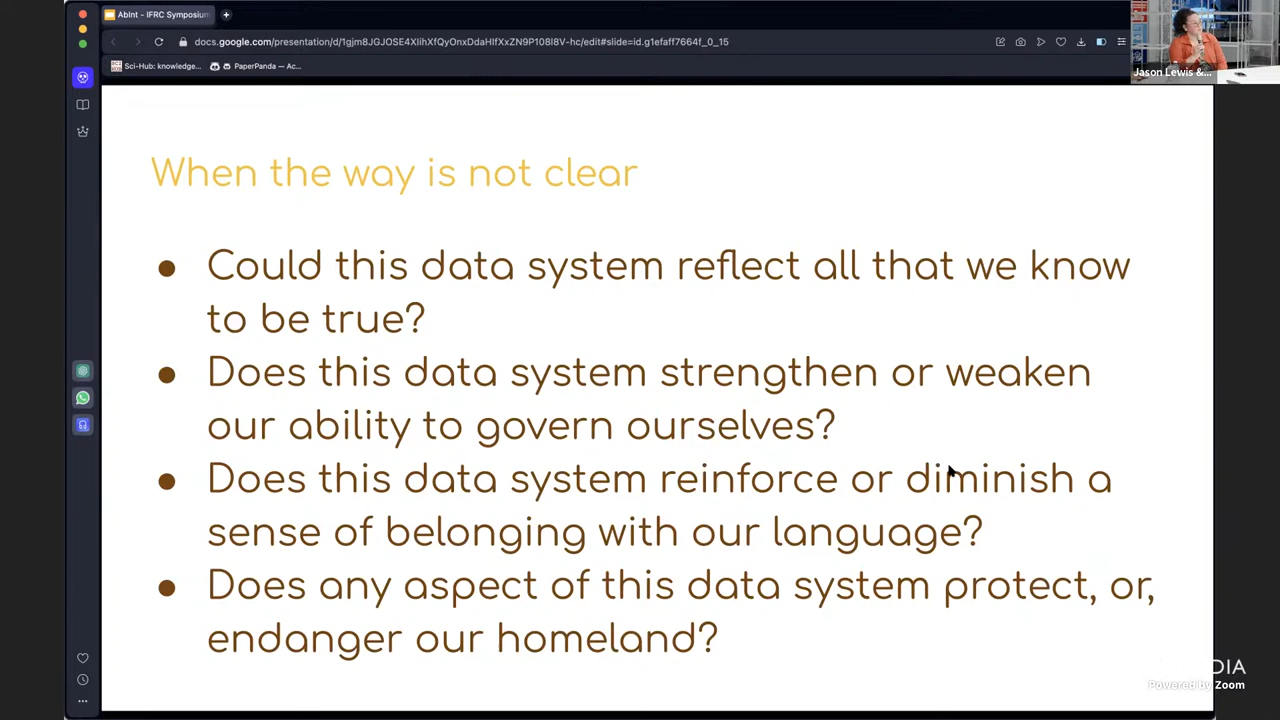 AbInt - IFRC Symposium
docs.google.com/presentation/d/1gjm8JGJOSE4XIihXfQyOnxDdaHIfXxZN9P108I8V-hc/edit#slide=id.g1efaff7664f_0_15
Sci-Hub: knowledge... PaperPanda — Ac...
Jason Lewis &...
When the way is not clear
● Could this data system reflect all that we know
to be true?
● Does this data system strengthen or weaken
our ability to govern ourselves?
● Does this data system reinforce or diminish a
sense of belonging with our language?
● Does any aspect of this data system protect, or,
endanger our homeland?
Powered by Zoom